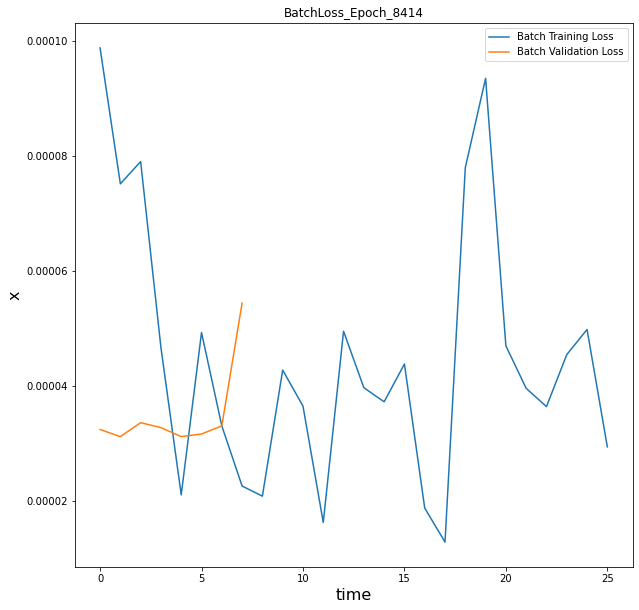 BatchLoss_Epoch_8414
Batch Training Loss
Batch Validation Loss
0.00010
0.00008
0.00006
0.00004
0.00002
x
0
5
10
15
20
25
time